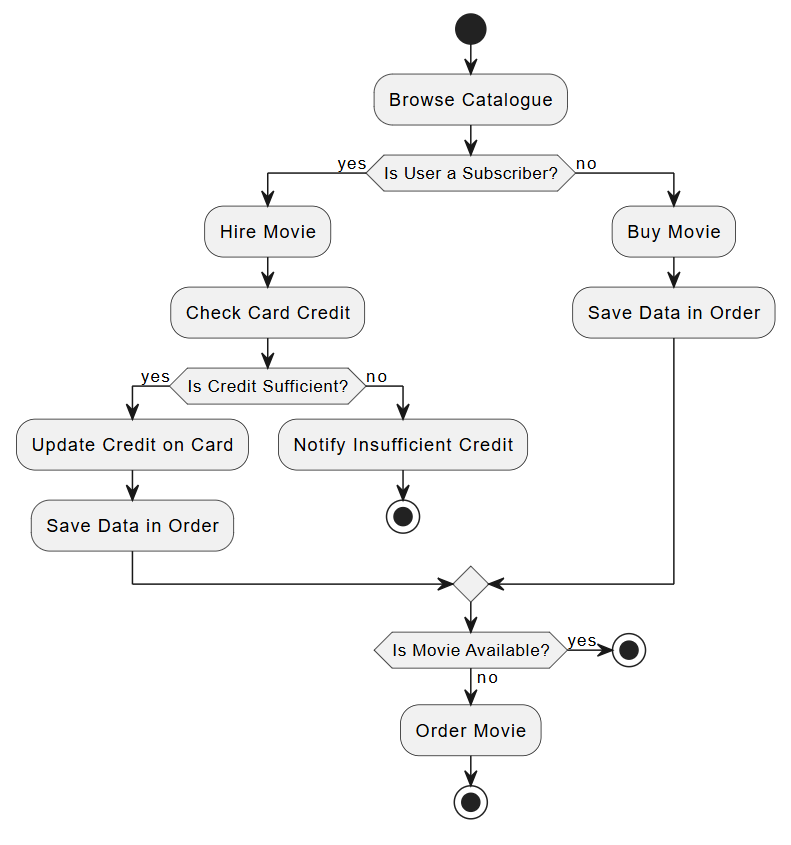 Browse Catalogue
yes
Is User a Subscriber?
no
Hire Movie
Buy Movie
Check Card Credit
Save Data in Order
yes
Is Credit Sufficient?
no
Update Credit on Card
Notify Insufficient Credit
Save Data in Order
Is Movie Available?
yes
no
Order Movie